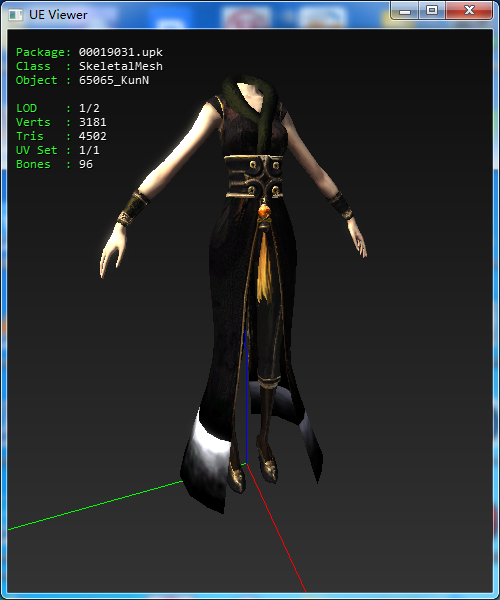 UE Viewer
Package: 00019031.upk
Class : SkeletalMesh
Object : 65065_KunN
LOD : 1/2
Verts : 3181
Tris : 4502
UV Set : 1/1
Bones : 96